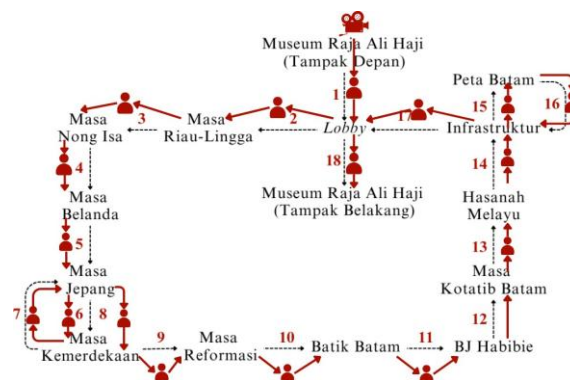 Museum Raja Ali Haji
(Tampak Depan)
1
Peta Batam
15
16
3
Masa
Nong Isa
Masa
Riau-Lingga
2
Lobby
17
Infrastruktur
4
18
14
Museum Raja Ali Haji
(Tampak Belakang)
Masa
Belanda
Hasanah
Melayu
5
13
Masa
Jepang
Masa
Kotatib Batam
7
6
8
12
Masa
Kemerdekaan
9
Masa
Reformasi
10
Batik Batam
11
BJ Habibie